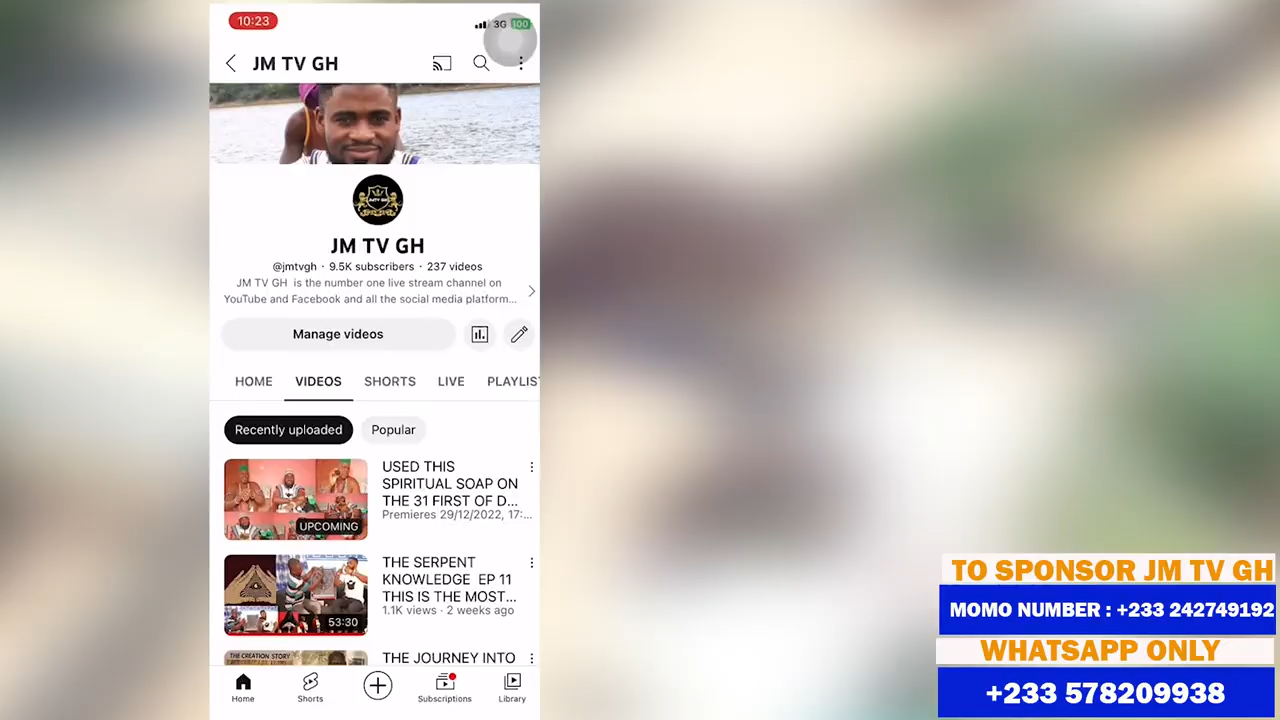 10:23
3G 100
JM TV GH
JM TV GH
@jmtvgh · 9.5K subscribers · 237 videos
JM TV GH is the number one live stream channel on
YouTube and Facebook and all the social media platform...
Manage videos
HOME VIDEOS SHORTS LIVE PLAYLIS
Recently uploaded Popular
USED THIS
SPIRITUAL SOAP ON
THE 31 FIRST OF D...
Premieres 29/12/2022, 17:...
UPCOMING
THE SERPENT
KNOWLEDGE EP 11
THIS IS THE MOST...
1.1K views · 2 weeks ago
53:30
THE CREATION STORY
THE JOURNEY INTO
Home Shorts Subscriptions Library
TO SPONSOR JM TV GH
MOMO NUMBER : +233 242749192
WHATSAPP ONLY
+233 578209938